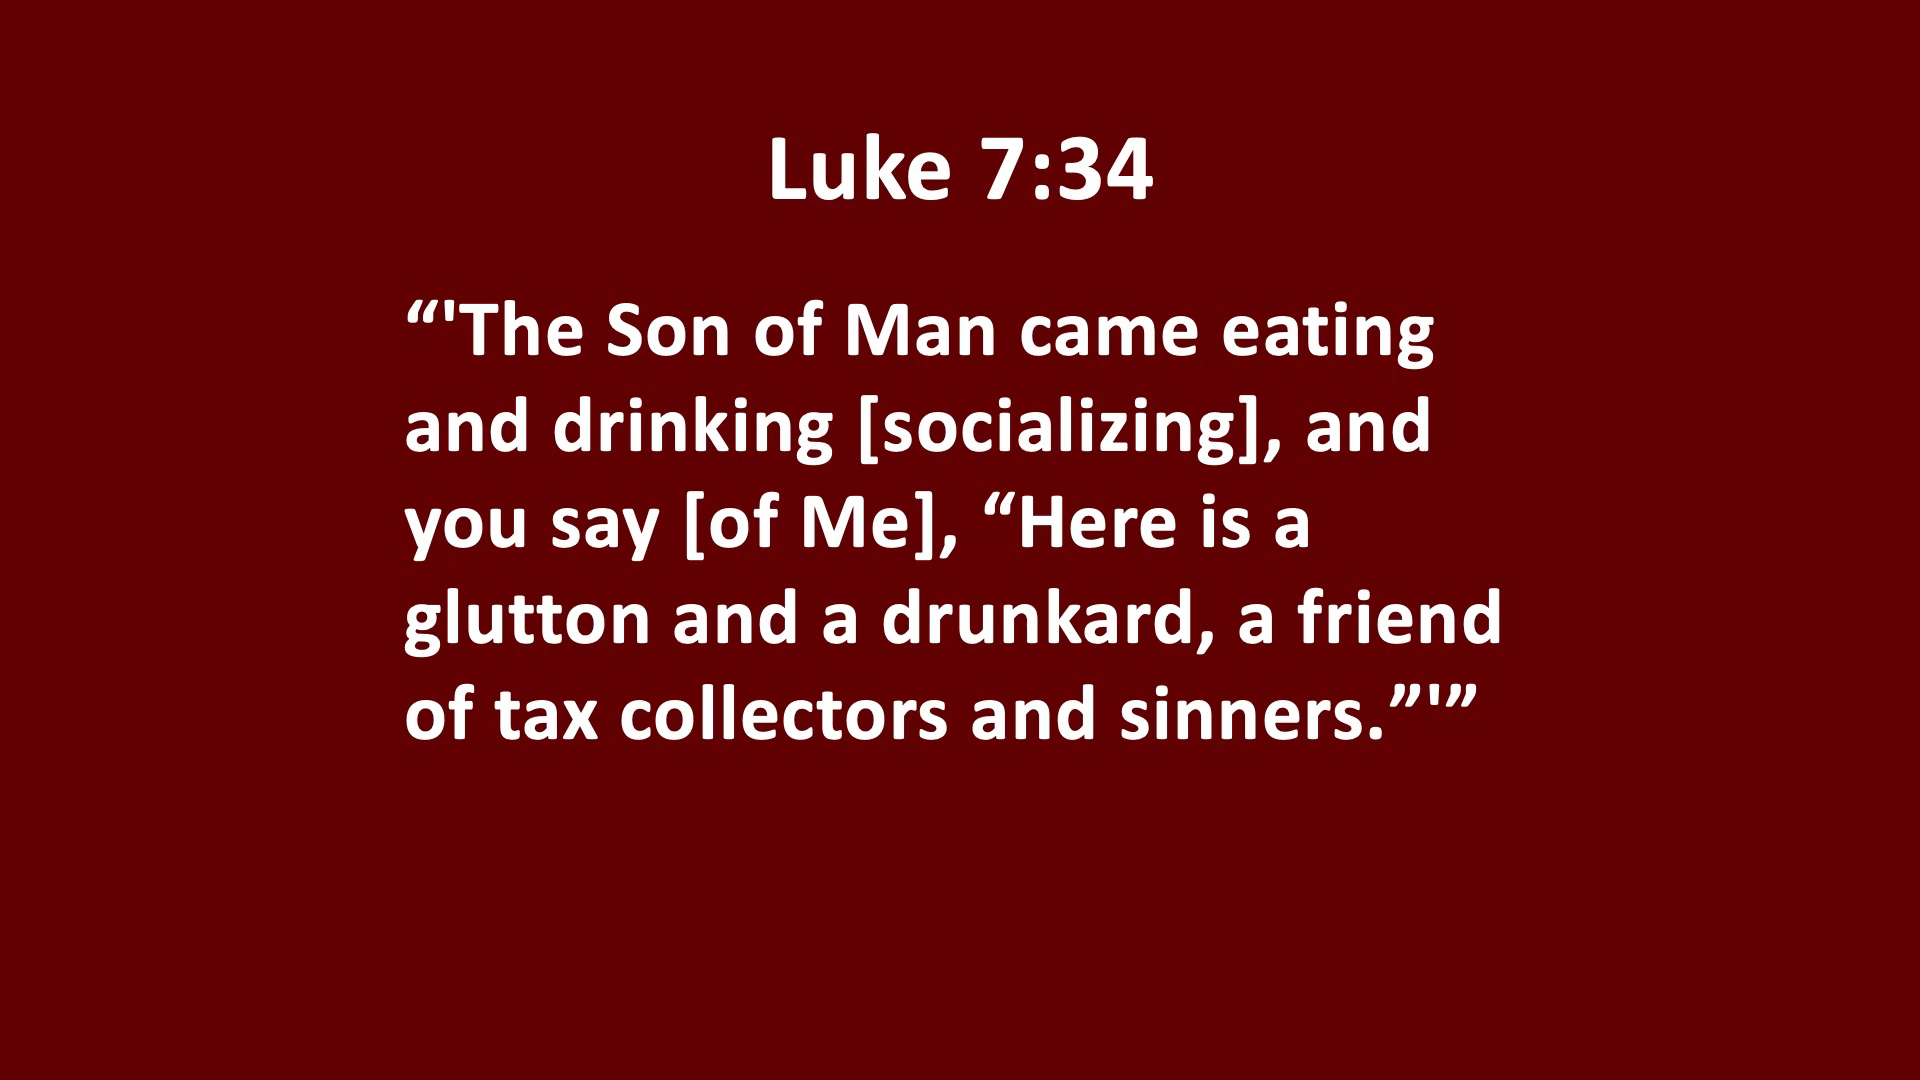 Luke 7:34
“'The Son of Man came eating
and drinking [socializing], and
you say [of Me], “Here is a
glutton and a drunkard, a friend
of tax collectors and sinners.”'”